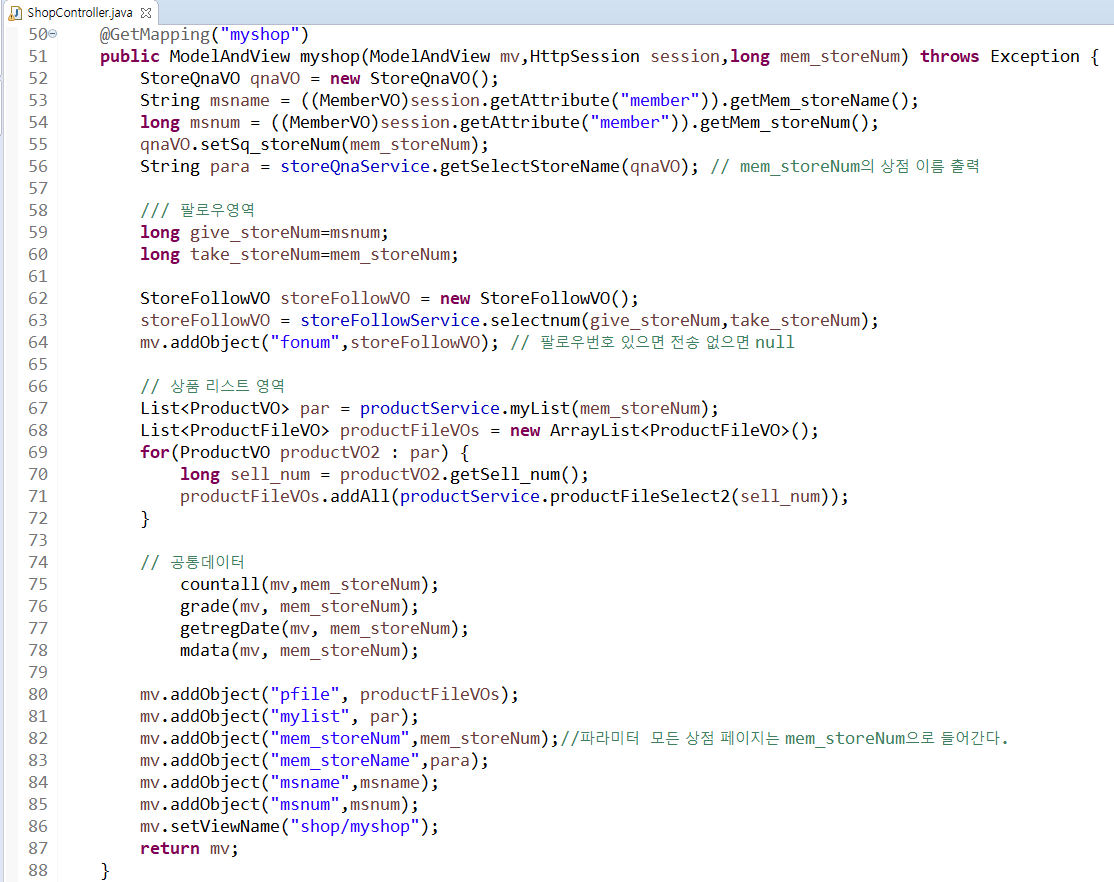 ShopController.java
50 @GetMapping("myshop")
51 public ModelAndView myshop(ModelAndView mv,HttpSession session,long mem_storeNum) throws Exception {
52 StoreQnaVO qnaVO = new StoreQnaVO();
53 String msname = ((MemberVO)session.getAttribute("member")).getMem_storeName();
54 long msnum = ((MemberVO)session.getAttribute("member")).getMem_storeNum();
55 qnaVO.setSq_storeNum(mem_storeNum);
56 String para = storeQnaService.getSelectStoreName(qnaVO); // mem_storeNum의 상점 이름 출력
57
58 /// 팔로우영역
59 long give_storeNum=msnum;
60 long take_storeNum=mem_storeNum;
61
62 StoreFollowVO storeFollowVO = new StoreFollowVO();
63 storeFollowVO = storeFollowService.selectnum(give_storeNum,take_storeNum);
64 mv.addObject("fonum",storeFollowVO); // 팔로우번호 있으면 전송 없으면 null
65
66 // 상품 리스트 영역
67 List<ProductVO> par = productService.myList(mem_storeNum);
68 List<ProductFileVO> productFileVOs = new ArrayList<ProductFileVO>();
69 for(ProductVO productVO2 : par) {
70 long sell_num = productVO2.getSell_num();
71 productFileVOs.addAll(productService.productFileSelect2(sell_num));
72 }
73
74 // 공통데이터
75 countall(mv,mem_storeNum);
76 grade(mv, mem_storeNum);
77 getregDate(mv, mem_storeNum);
78 mdata(mv, mem_storeNum);
79
80 mv.addObject("pfile", productFileVOs);
81 mv.addObject("mylist", par);
82 mv.addObject("mem_storeNum",mem_storeNum);//파라미터 모든 상점 페이지는 mem_storeNum으로 들어간다.
83 mv.addObject("mem_storeName",para);
84 mv.addObject("msname",msname);
85 mv.addObject("msnum",msnum);
86 mv.setViewName("shop/myshop");
87 return mv;
88 }